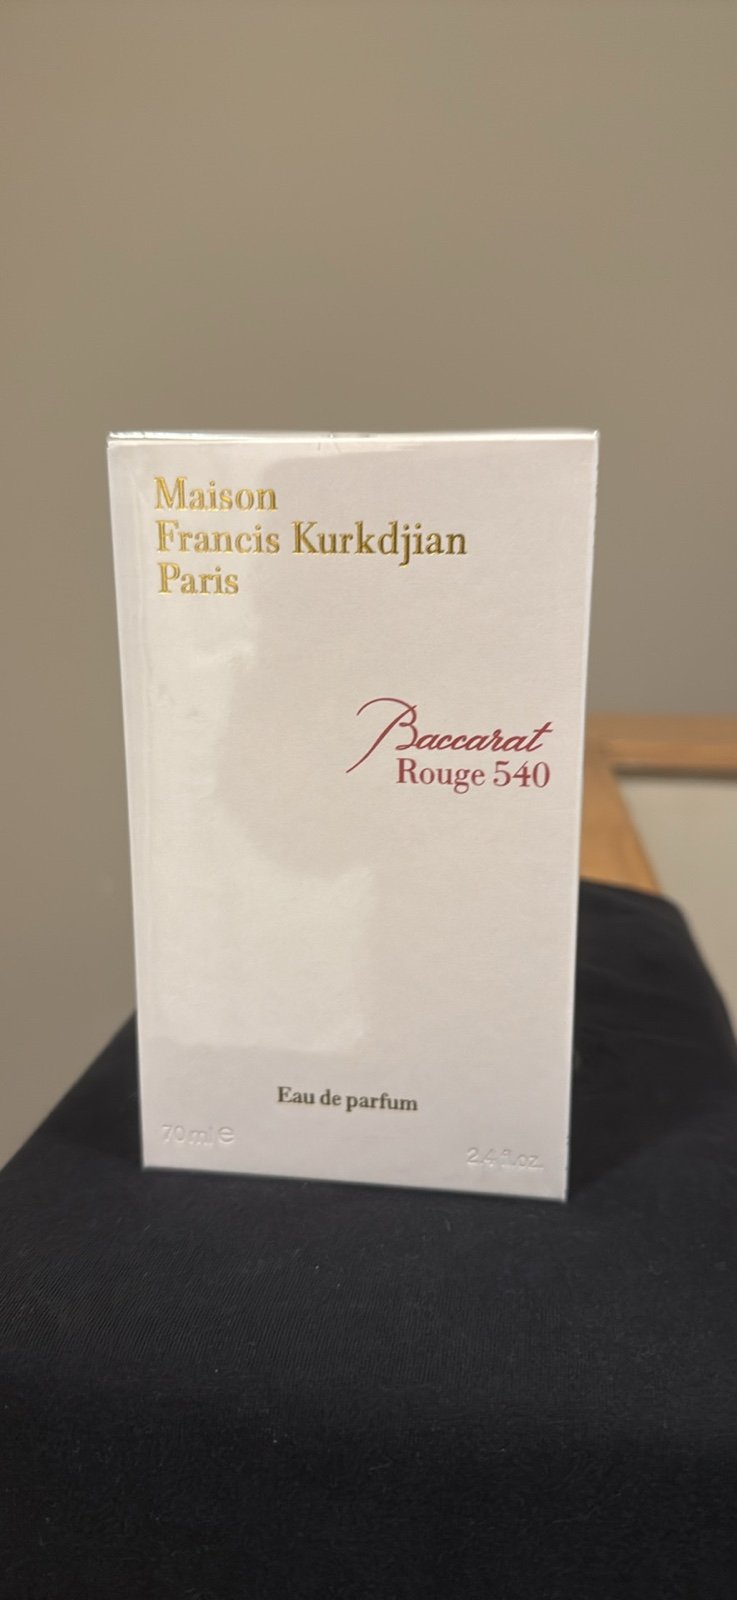 Maison
Francis Kurkdjian
Paris
Baccarat
Rouge 540
Eau de parfum
70 ml ℮
2.4 fl.oz.